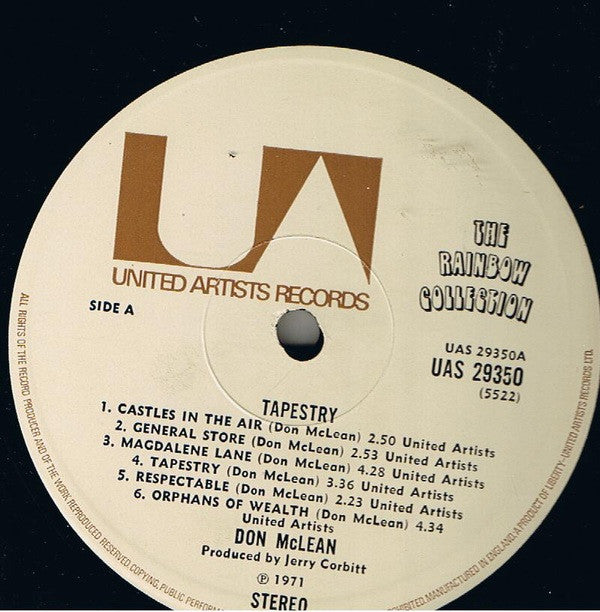 UA
UNITED ARTISTS RECORDS
THE
RAINBOW
COLLECTION
SIDE A
UAS 29350A
UAS 29350
(5522)
TAPESTRY
1. CASTLES IN THE AIR (Don McLean) 2.50 United Artists
2. GENERAL STORE (Don McLean) 2.53 United Artists
3. MAGDALENE LANE (Don McLean) 4.28 United Artists
4. TAPESTRY (Don McLean) 3.36 United Artists
5. RESPECTABLE (Don McLean) 2.23 United Artists
6. ORPHANS OF WEALTH (Don McLean) 4.34
United Artists
DON McLEAN
Produced by Jerry Corbitt
℗ 1971
STEREO
ALL RIGHTS OF THE RECORD PRODUCER AND OF THE WORK REPRODUCED RESERVED. COPYING, PUBLIC PERFORM
MANUFACTURED IN ENGLAND. A PRODUCT OF LIBERTY-UNITED ARTISTS RECORDS LTD.